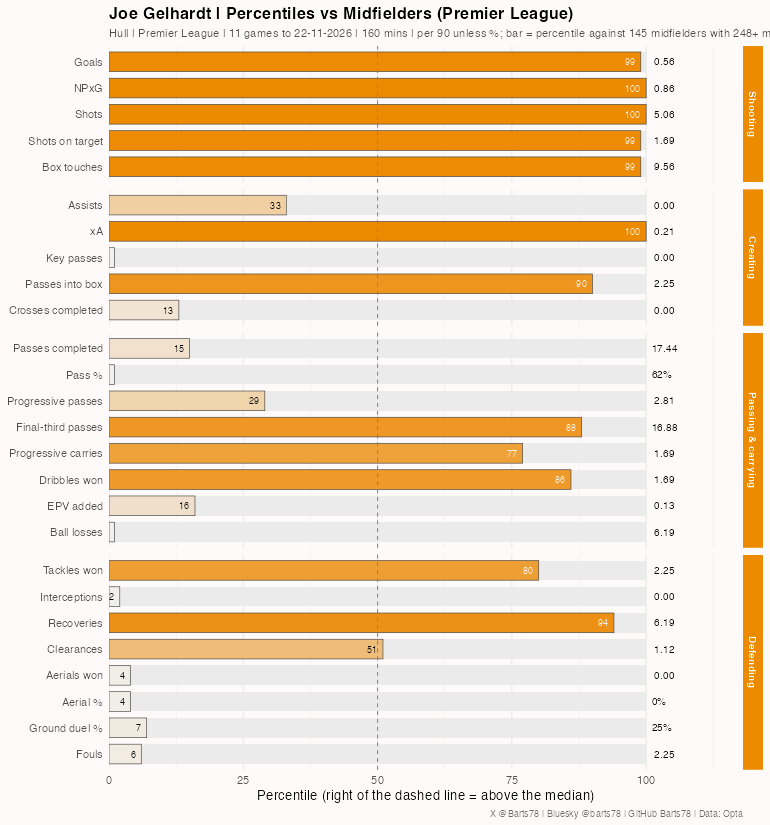 Joe Gelhardt | Percentiles vs Midfielders (Premier League)
Hull | Premier League | 11 games to 22-11-2026 | 160 mins | per 90 unless %; bar = percentile against 145 midfielders with 248+ m
Goals 99 0.56
NPxG 100 0.86
Shots 100 5.06
Shots on target 99 1.69
Box touches 99 9.56
Shooting
Assists 33 0.00
xA 100 0.21
Key passes 0.00
Passes into box 90 2.25
Crosses completed 13 0.00
Creating
Passes completed 15 17.44
Pass % 62%
Progressive passes 29 2.81
Final-third passes 88 16.88
Progressive carries 77 1.69
Dribbles won 86 1.69
EPV added 16 0.13
Ball losses 6.19
Passing & carrying
Tackles won 80 2.25
Interceptions 2 0.00
Recoveries 94 6.19
Clearances 51 1.12
Aerials won 4 0.00
Aerial % 4 0%
Ground duel % 7 25%
Fouls 6 2.25
Defending
0 25 50 75 100
Percentile (right of the dashed line = above the median)
X @Barts78 | Bluesky @barts78 | GitHub Barts78 | Data: Opta